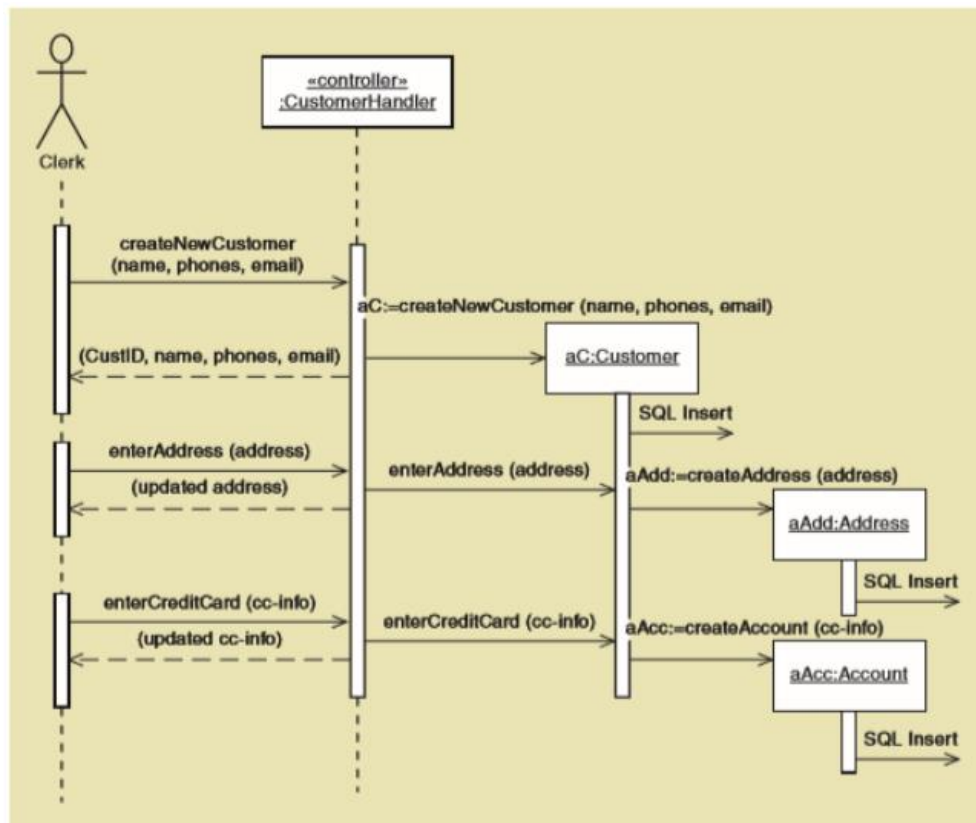 «controller»
:CustomerHandler
Clerk
createNewCustomer
(name, phones, email)
aC:=createNewCustomer (name, phones, email)
(CustID, name, phones, email)
aC:Customer
SQL Insert
enterAddress (address)
enterAddress (address)
aAdd:=createAddress (address)
(updated address)
aAdd:Address
SQL Insert
enterCreditCard (cc-info)
enterCreditCard (cc-info)
aAcc:=createAccount (cc-info)
(updated cc-info)
aAcc:Account
SQL Insert